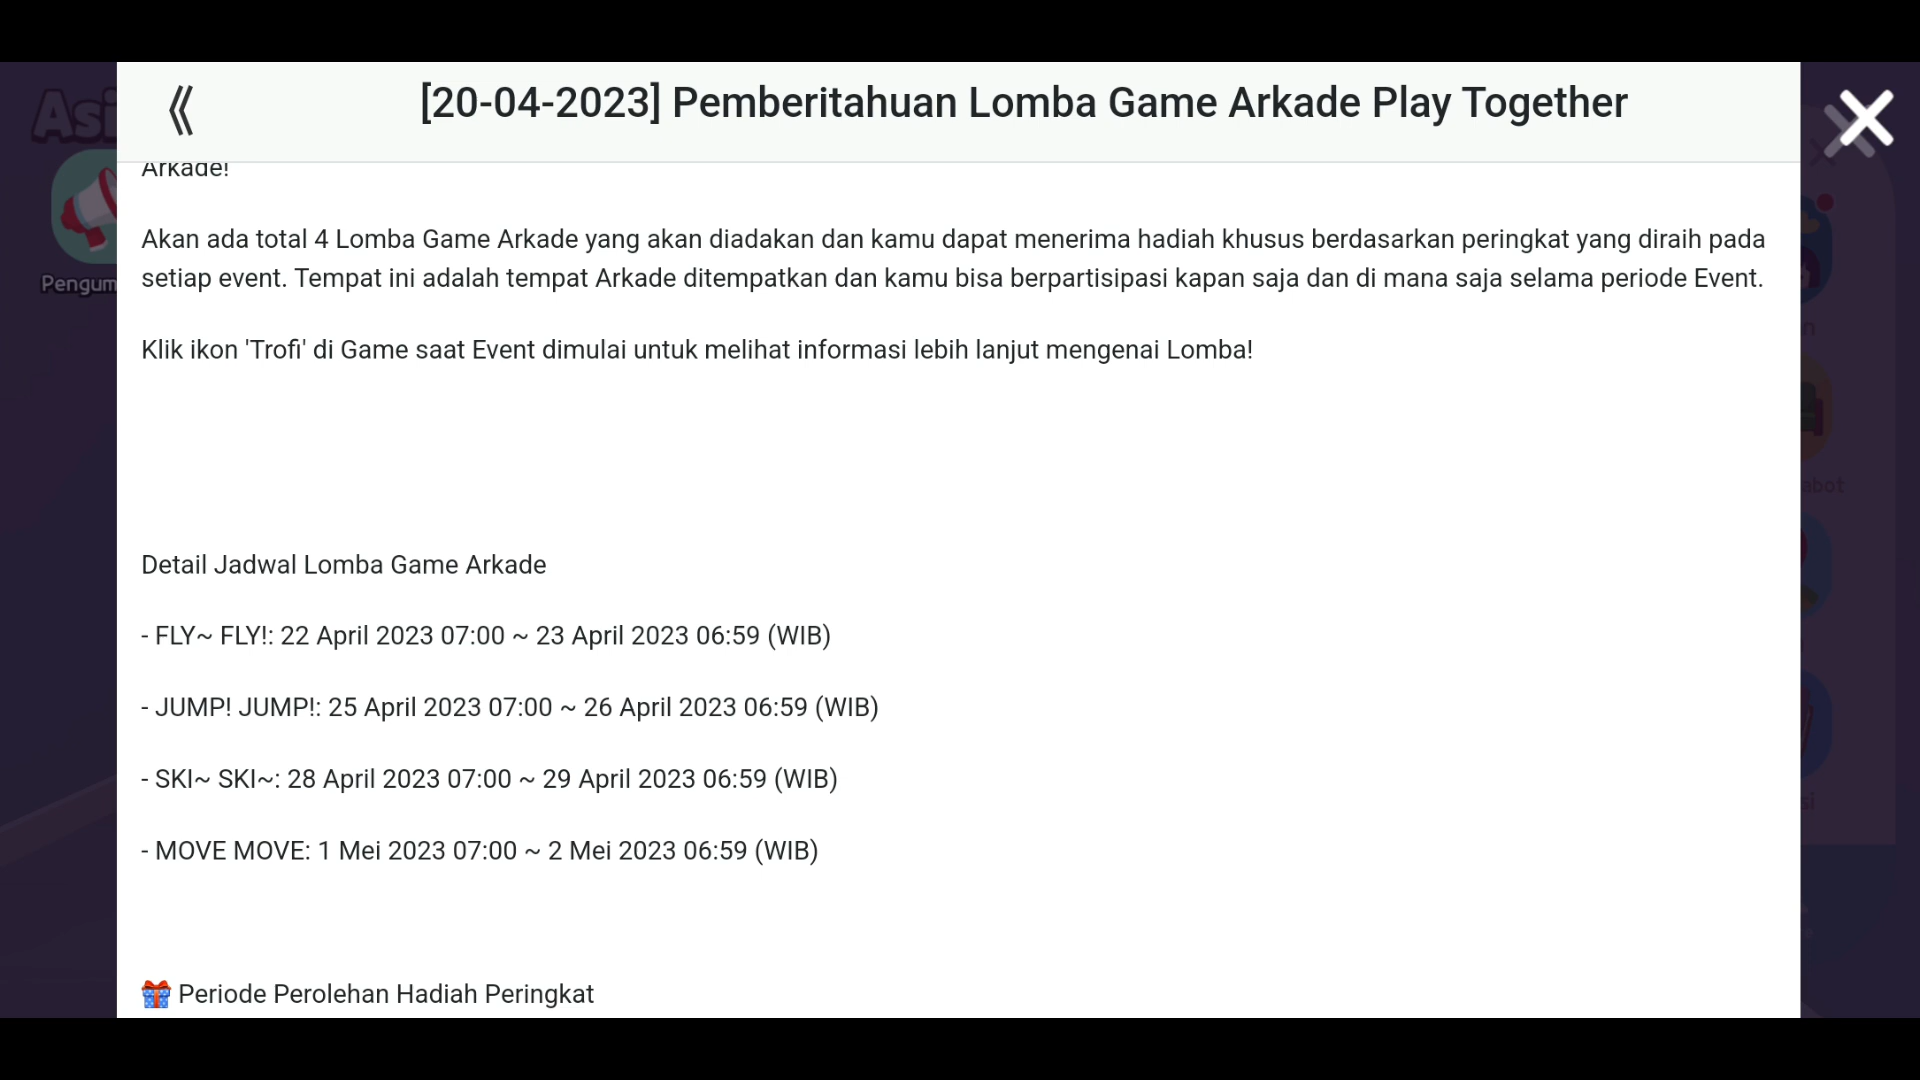 [20-04-2023] Pemberitahuan Lomba Game Arkade Play Together
Asi
Pengum
Arkade!
Akan ada total 4 Lomba Game Arkade yang akan diadakan dan kamu dapat menerima hadiah khusus berdasarkan peringkat yang diraih pada
setiap event. Tempat ini adalah tempat Arkade ditempatkan dan kamu bisa berpartisipasi kapan saja dan di mana saja selama periode Event.
Klik ikon 'Trofi' di Game saat Event dimulai untuk melihat informasi lebih lanjut mengenai Lomba!
abot
Detail Jadwal Lomba Game Arkade
- FLY~ FLY!: 22 April 2023 07:00 ~ 23 April 2023 06:59 (WIB)
- JUMP! JUMP!: 25 April 2023 07:00 ~ 26 April 2023 06:59 (WIB)
- SKI~ SKI~: 28 April 2023 07:00 ~ 29 April 2023 06:59 (WIB)
si
- MOVE MOVE: 1 Mei 2023 07:00 ~ 2 Mei 2023 06:59 (WIB)
🎁 Periode Perolehan Hadiah Peringkat